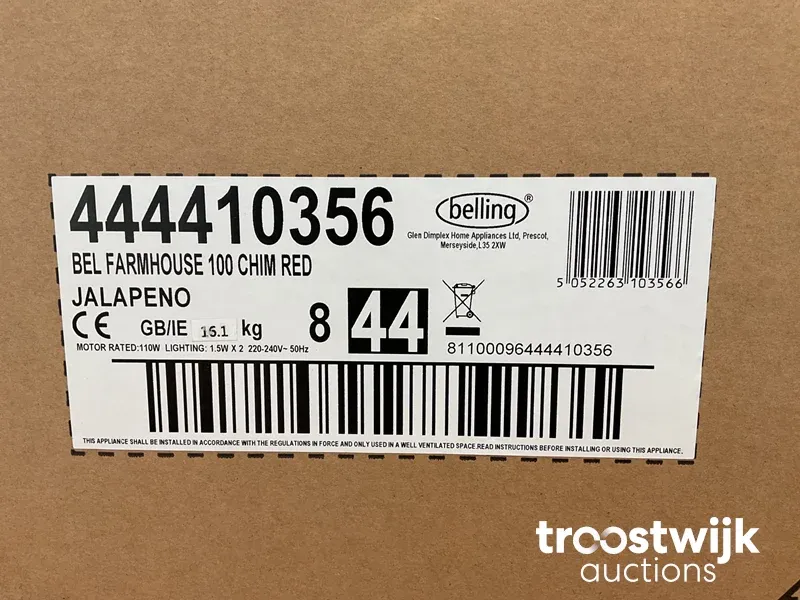 444410356
belling®
Glen Dimplex Home Appliances Ltd, Prescot,
Merseyside,L35 2XW
5 052263 103566
BEL FARMHOUSE 100 CHIM RED
JALAPENO
CE GB/IE 16.1 kg 8 44
MOTOR RATED:110W LIGHTING: 1.5W X 2 220-240V~ 50Hz
81100096444410356
THIS APPLIANCE SHALL BE INSTALLED IN ACCORDANCE WITH THE REGULATIONS IN FORCE AND ONLY USED IN A WELL VENTILATED SPACE.READ INSTRUCTIONS BEFORE INSTALLING OR USING THIS APPLIANCE.
troostwijk
auctions